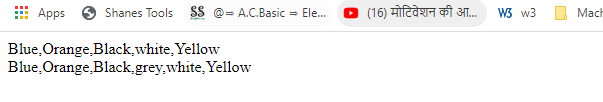 Apps Shanes Tools @⇒ A.C.Basic ⇒ Ele... (16) मोटिवेशन की आ... W3 w3
Blue,Orange,Black,white,Yellow
Blue,Orange,Black,grey,white,Yellow